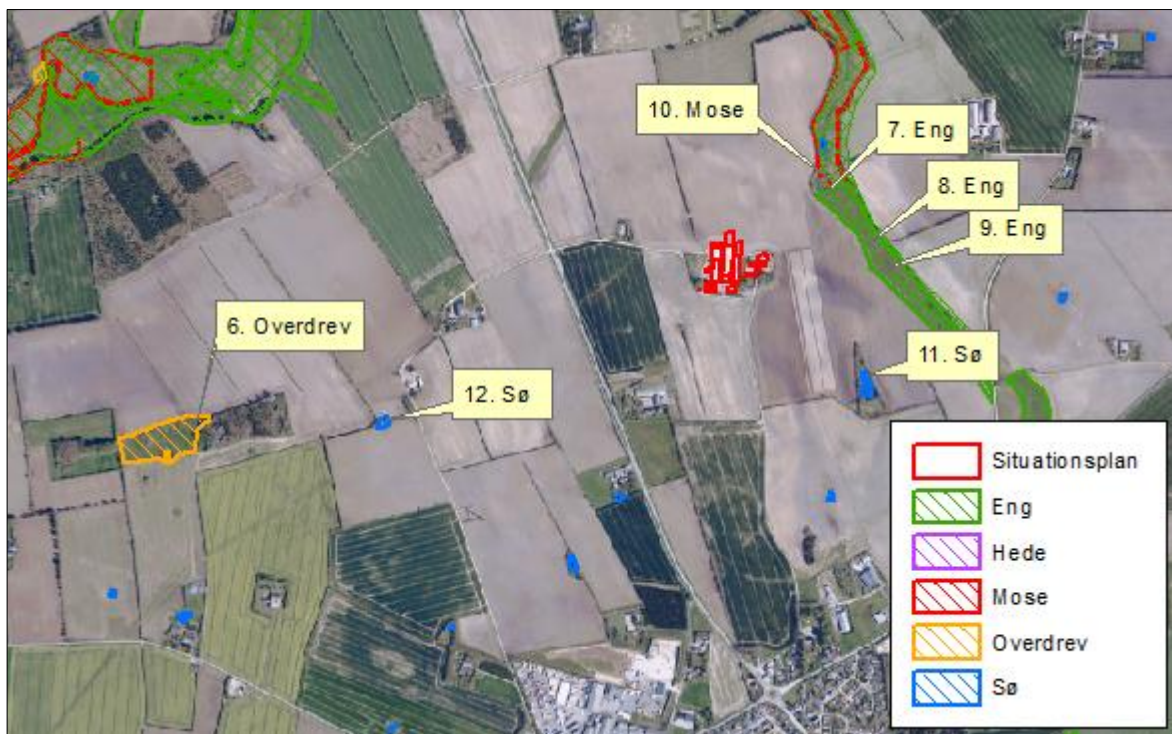 10. Mose
7. Eng
8. Eng
9. Eng
6. Overdrev
12. Sø
11. Sø
Situationsplan
Eng
Hede
Mose
Overdrev
Sø